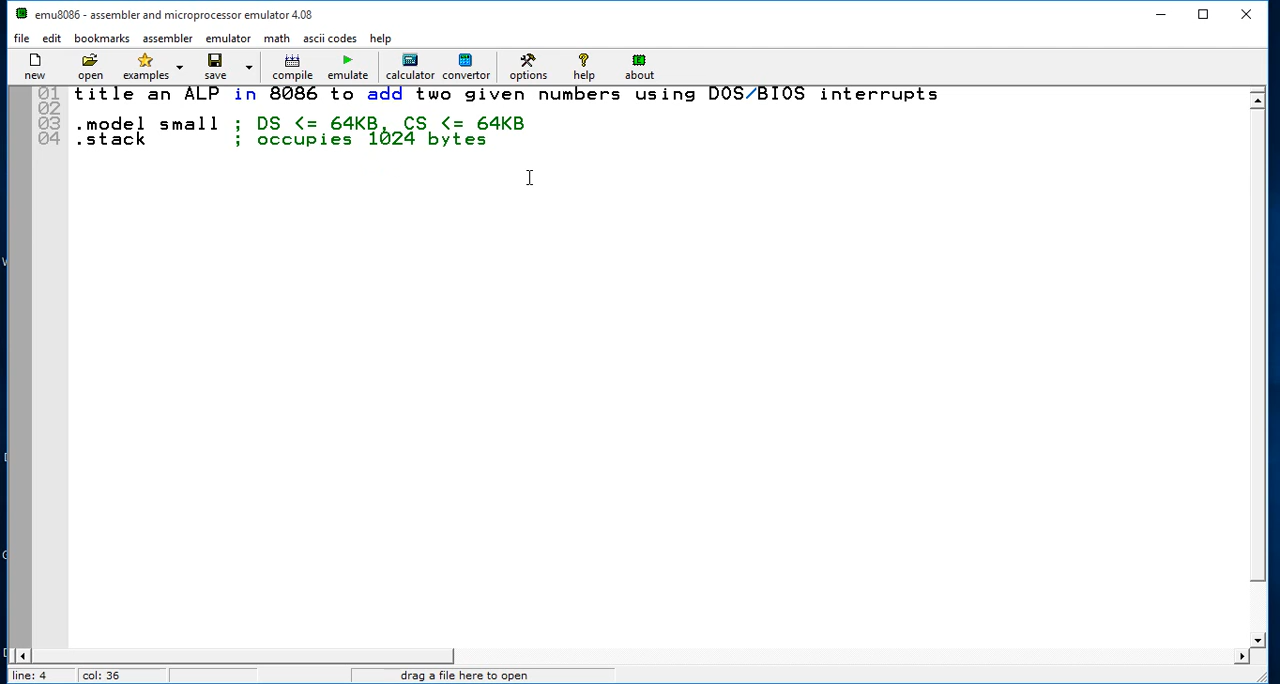 emu8086 - assembler and microprocessor emulator 4.08
file edit bookmarks assembler emulator math ascii codes help
new open examples save compile emulate calculator convertor options help about
01 title an ALP in 8086 to add two given numbers using DOS/BIOS interrupts
02
03 .model small ; DS <= 64KB, CS <= 64KB
04 .stack ; occupies 1024 bytes
line: 4 col: 36 drag a file here to open